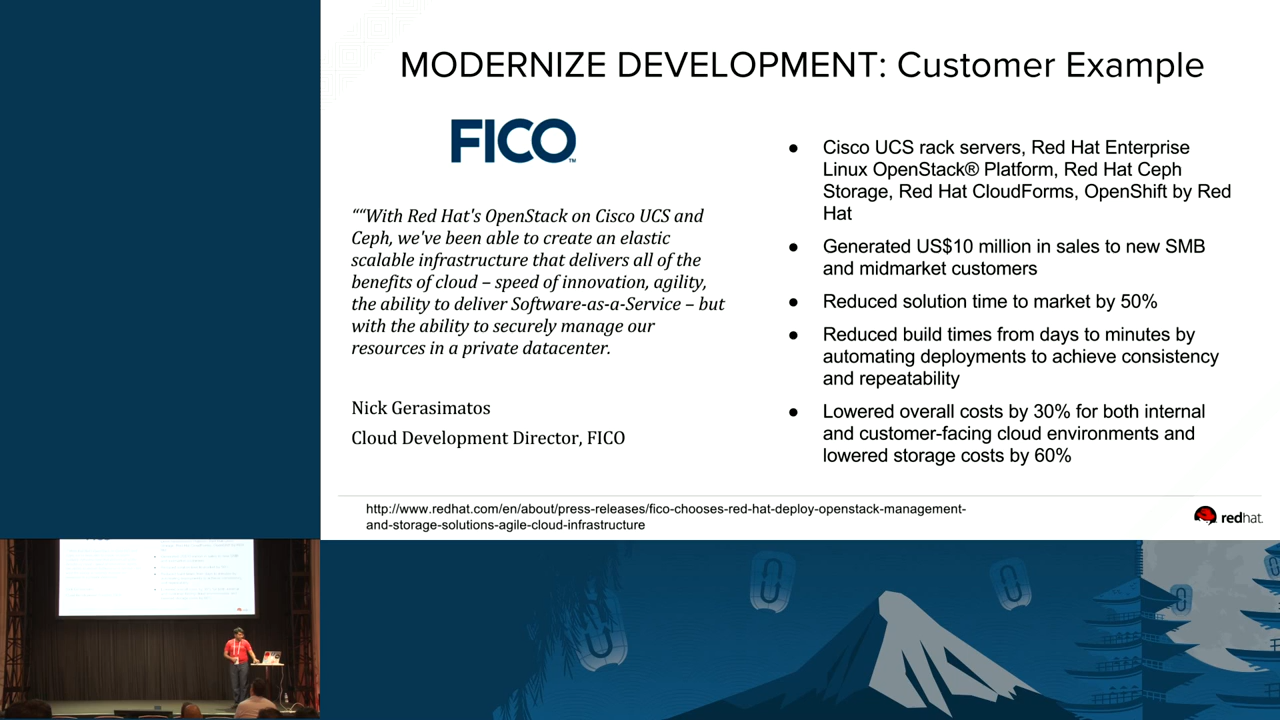 MODERNIZE DEVELOPMENT: Customer Example
FICO™
““With Red Hat's OpenStack on Cisco UCS and
Ceph, we've been able to create an elastic
scalable infrastructure that delivers all of the
benefits of cloud – speed of innovation, agility,
the ability to deliver Software-as-a-Service – but
with the ability to securely manage our
resources in a private datacenter.
Nick Gerasimatos
Cloud Development Director, FICO
● Cisco UCS rack servers, Red Hat Enterprise
Linux OpenStack® Platform, Red Hat Ceph
Storage, Red Hat CloudForms, OpenShift by Red
Hat
● Generated US$10 million in sales to new SMB
and midmarket customers
● Reduced solution time to market by 50%
● Reduced build times from days to minutes by
automating deployments to achieve consistency
and repeatability
● Lowered overall costs by 30% for both internal
and customer-facing cloud environments and
lowered storage costs by 60%
http://www.redhat.com/en/about/press-releases/fico-chooses-red-hat-deploy-openstack-management-
and-storage-solutions-agile-cloud-infrastructure
redhat.